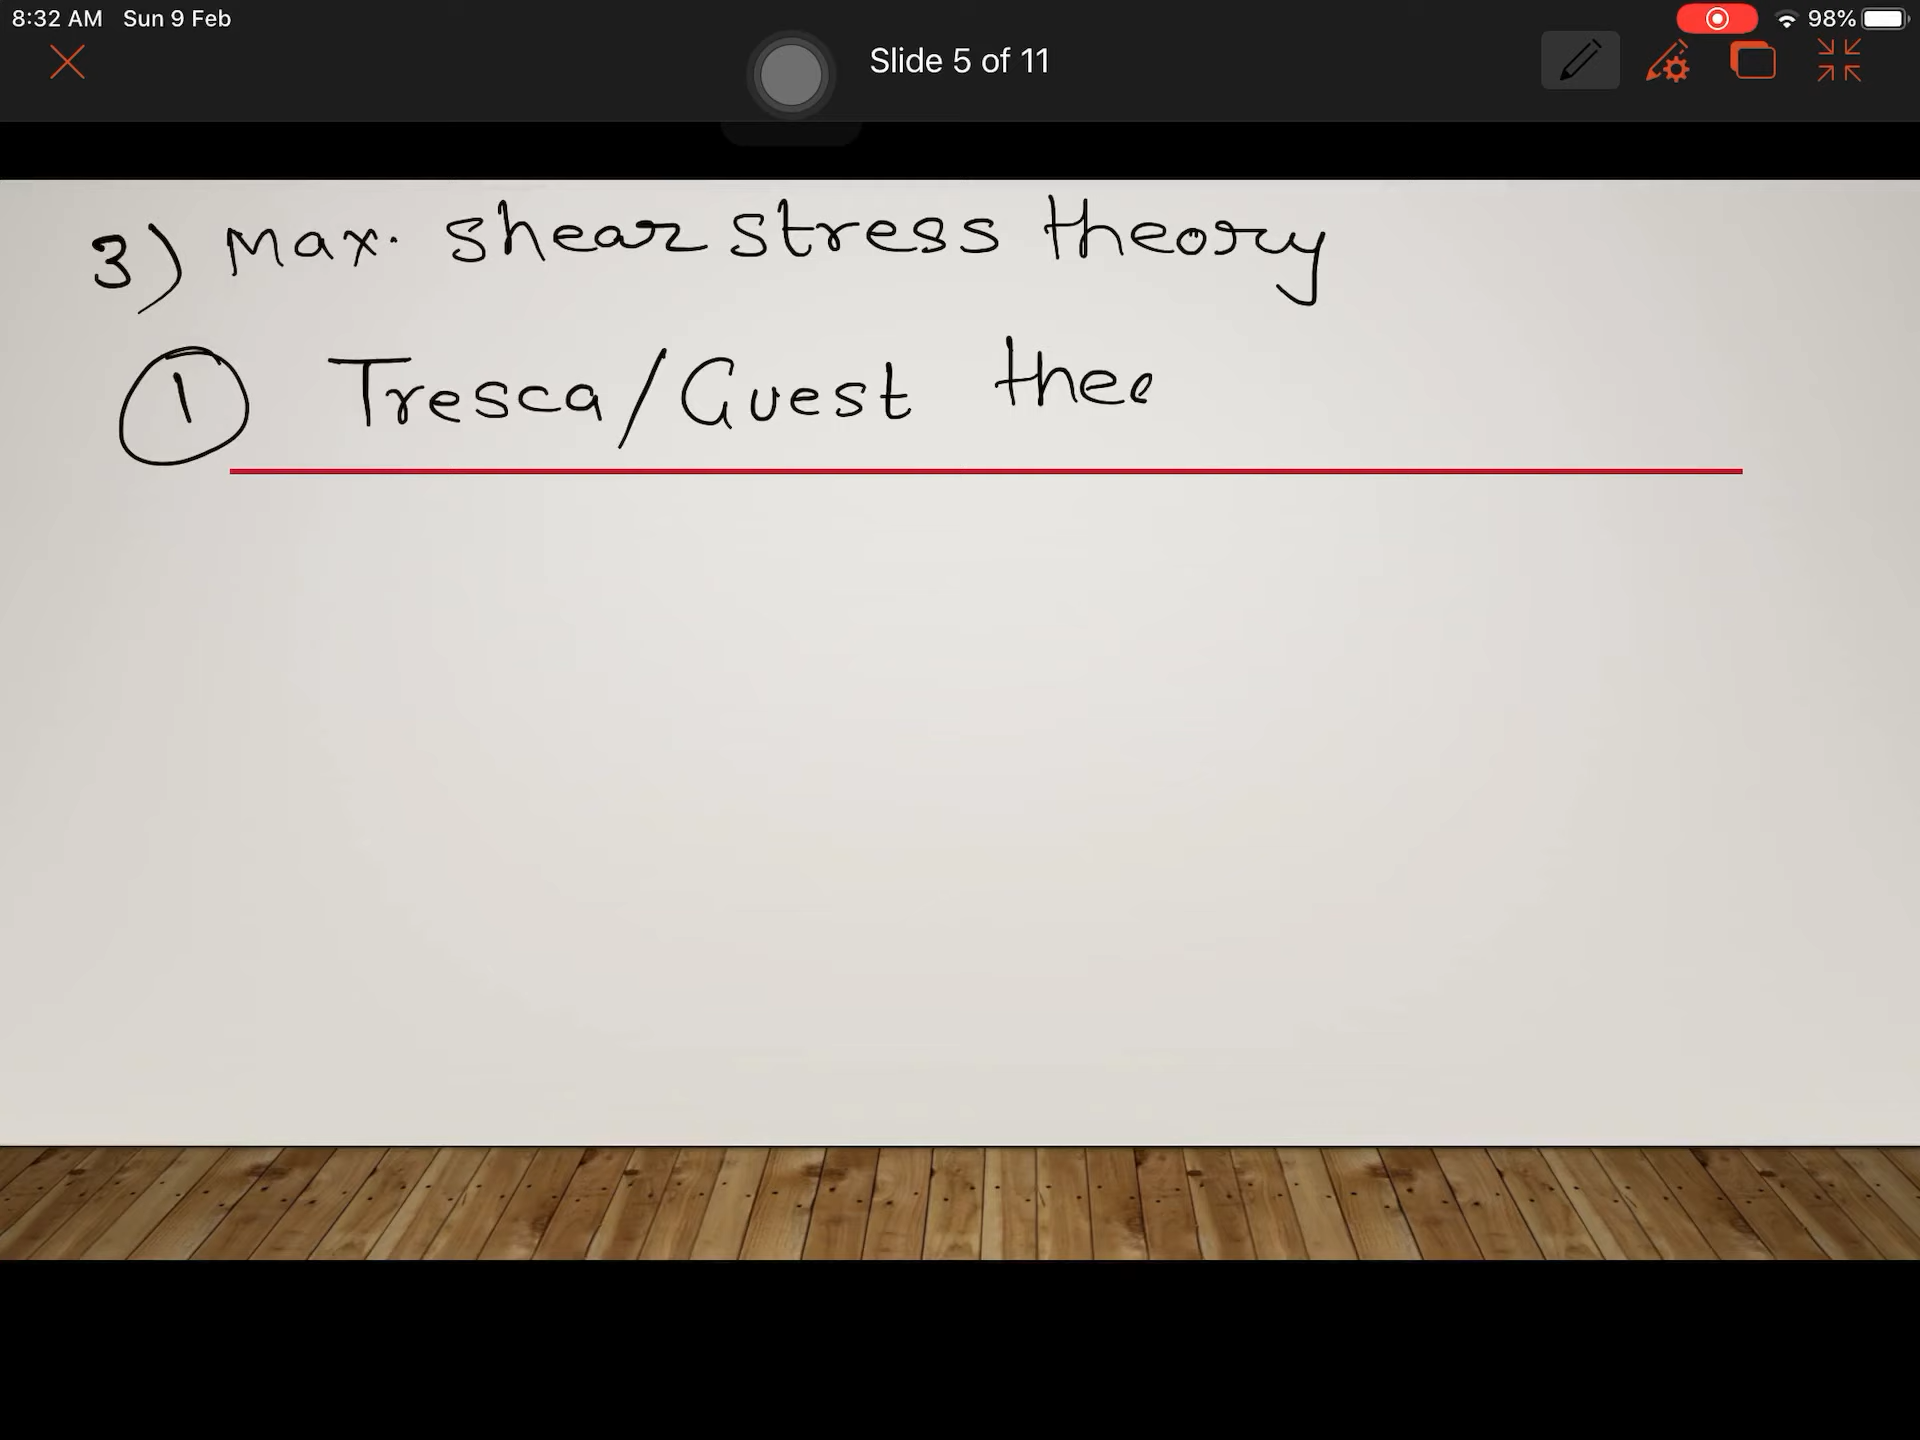 8:32 AM Sun 9 Feb
98%
Slide 5 of 11
3) Max. shear stress theory
1 Tresca/Guest thee